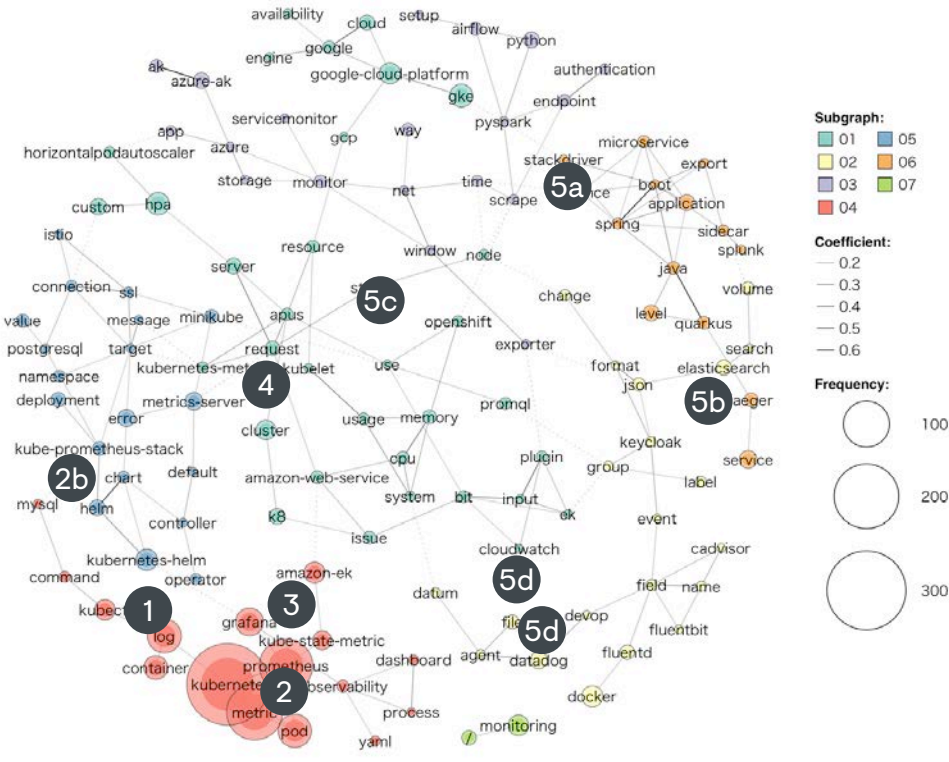 availability
cloud
setup
airflow
python
google
engine
google-cloud-platform
ak
azure-ak
authentication
gke
endpoint
servicemonitor
way
pyspark
app
gcp
microservice
azure
horizontalpodautoscaler
stackdriver
export
storage
monitor
time
5a
boot
net
scrape
application
custom
hpa
spring
sidecar
istio
resource
window
node
splunk
server
java
connection
ssl
5c
change
volume
value
message
minikube
apus
openshift
level
quarkus
postgresql
target
request
exporter
search
kubelet
use
format
elasticsearch
namespace
4
json
deployment
metrics-server
promql
5b
error
usage
memory
cluster
keycloak
kube-prometheus-stack
cpu
plugin
service
2b
chart
default
amazon-web-service
group
label
mysql
helm
system
bit
input
k8
ek
controller
event
issue
cloudwatch
cadvisor
kubernetes-helm
command
operator
amazon-ek
5d
datum
field
name
1
3
log
grafana
5d
devop
fluentbit
kube-state-metric
agent
datadog
fluentd
container
prometheus
dashboard
2
docker
metric
process
pod
monitoring
/
yaml
Subgraph:
01 05
02 06
03 07
04
Coefficient:
0.2
0.3
0.4
0.5
0.6
Frequency:
100
200
300